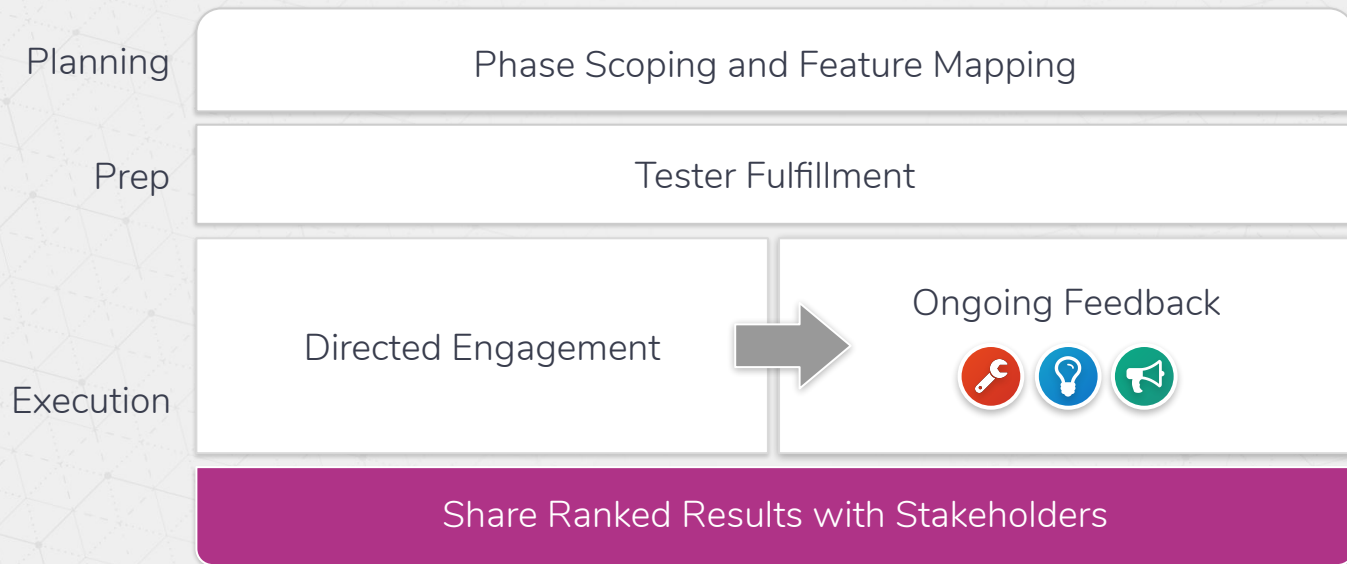 Planning
Phase Scoping and Feature Mapping
Prep
Tester Fulfillment
Execution
Directed Engagement
Ongoing Feedback
Share Ranked Results with Stakeholders